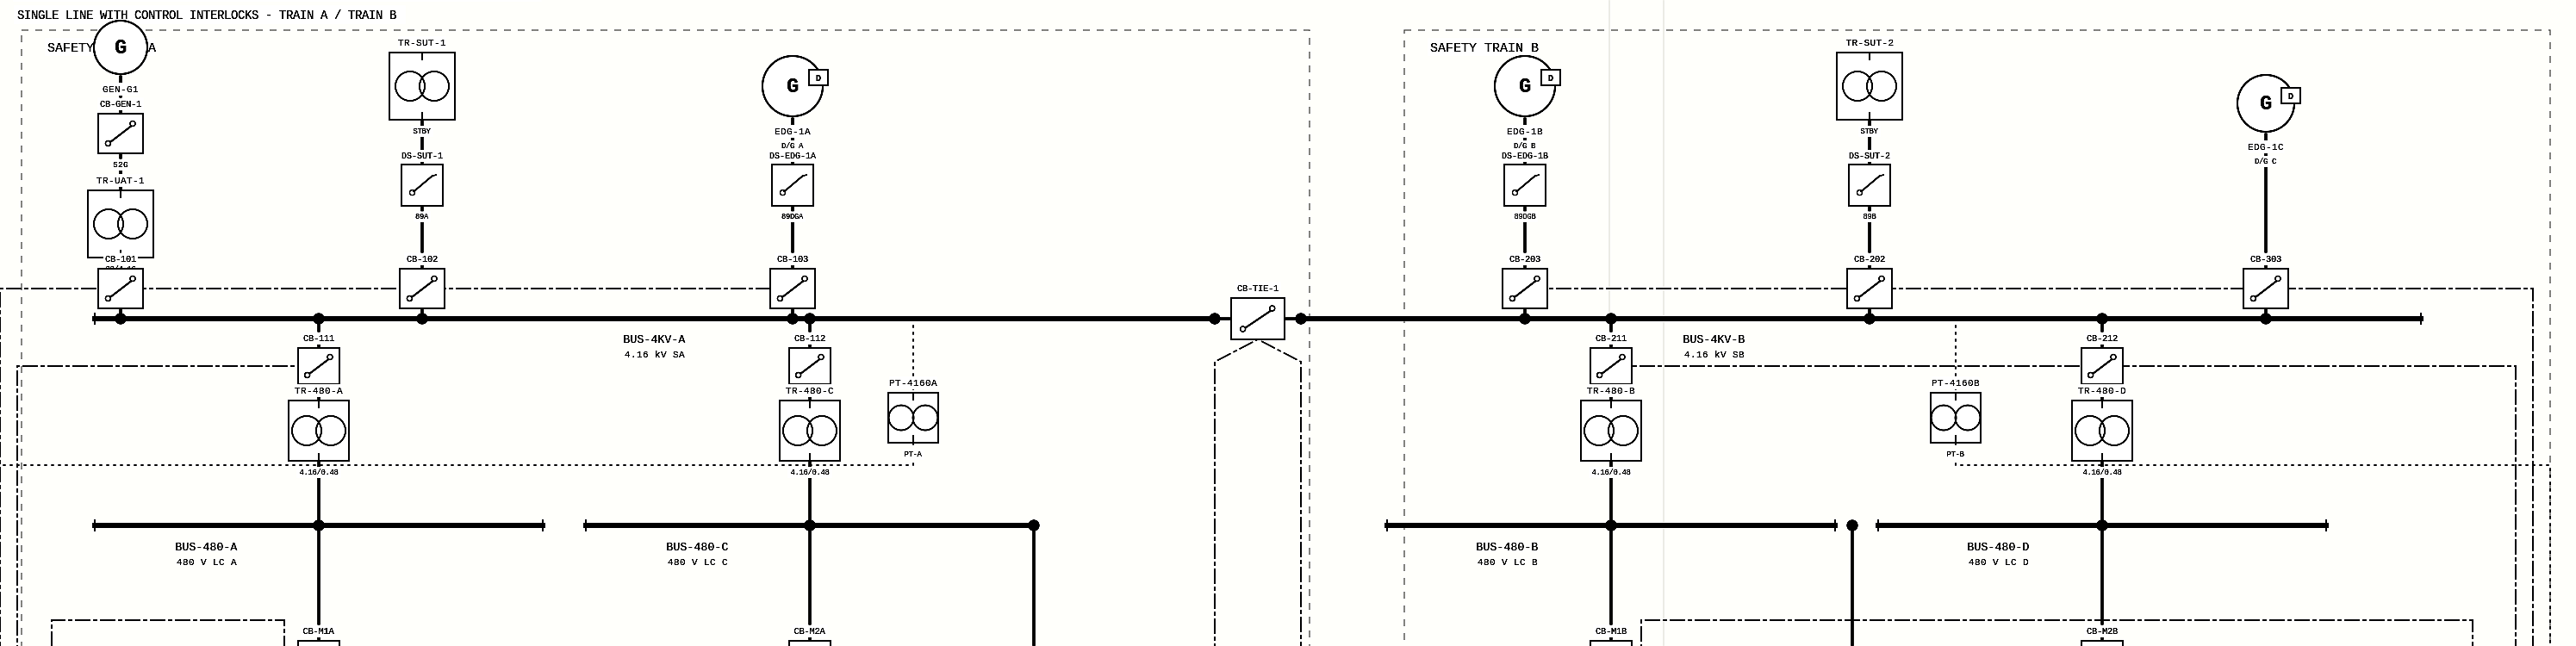 SINGLE LINE WITH CONTROL INTERLOCKS - TRAIN A / TRAIN B
SAFETY
G
A
GEN-G1
CB-GEN-1
52G
TR-UAT-1
CB-101
TR-SUT-1
STBY
DS-SUT-1
89A
CB-102
G
D
EDG-1A
D/G A
DS-EDG-1A
89DGA
CB-103
CB-TIE-1
SAFETY TRAIN B
G
D
EDG-1B
D/G B
DS-EDG-1B
89DGB
CB-203
TR-SUT-2
STBY
DS-SUT-2
89B
CB-202
G
D
EDG-1C
D/G C
CB-303
CB-111
TR-480-A
4.16/0.48
BUS-4KV-A
4.16 kV SA
CB-112
TR-480-C
4.16/0.48
PT-4160A
PT-A
CB-211
TR-480-B
4.16/0.48
BUS-4KV-B
4.16 kV SB
PT-4160B
PT-B
CB-212
TR-480-D
4.16/0.48
BUS-480-A
480 V LC A
BUS-480-C
480 V LC C
BUS-480-B
480 V LC B
BUS-480-D
480 V LC D
CB-M1A
CB-M2A
CB-M1B
CB-M2B